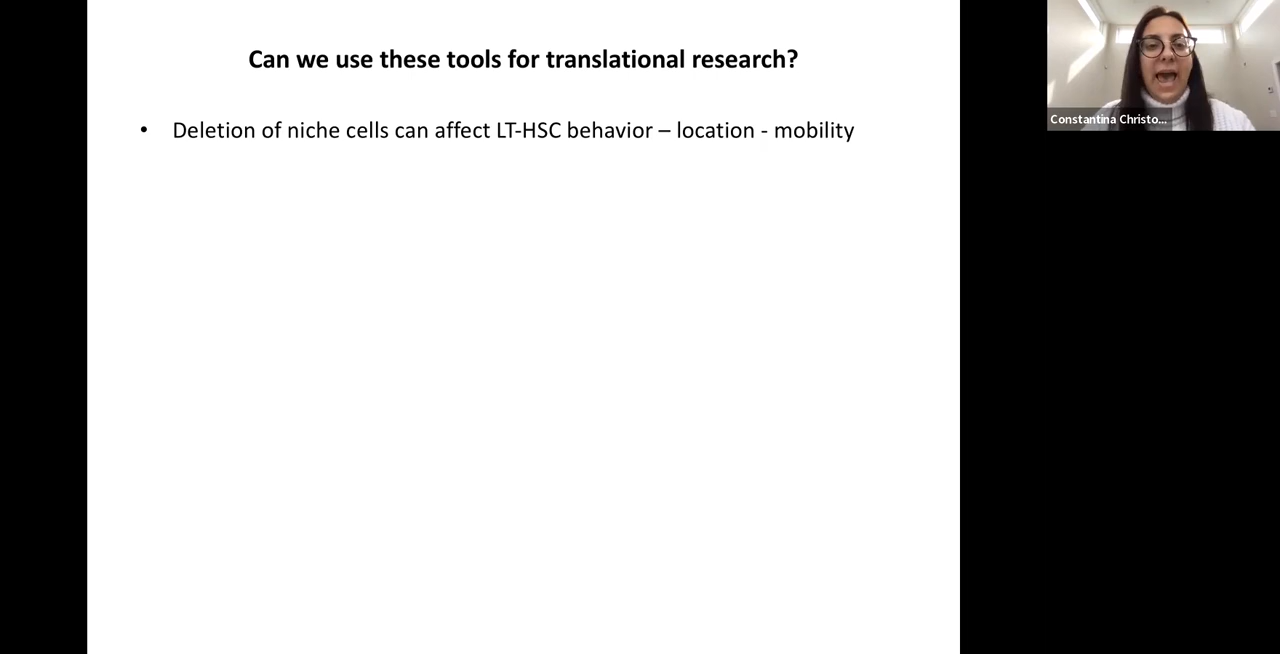 Can we use these tools for translational research?
• Deletion of niche cells can affect LT-HSC behavior – location - mobility
Constantina Christo...